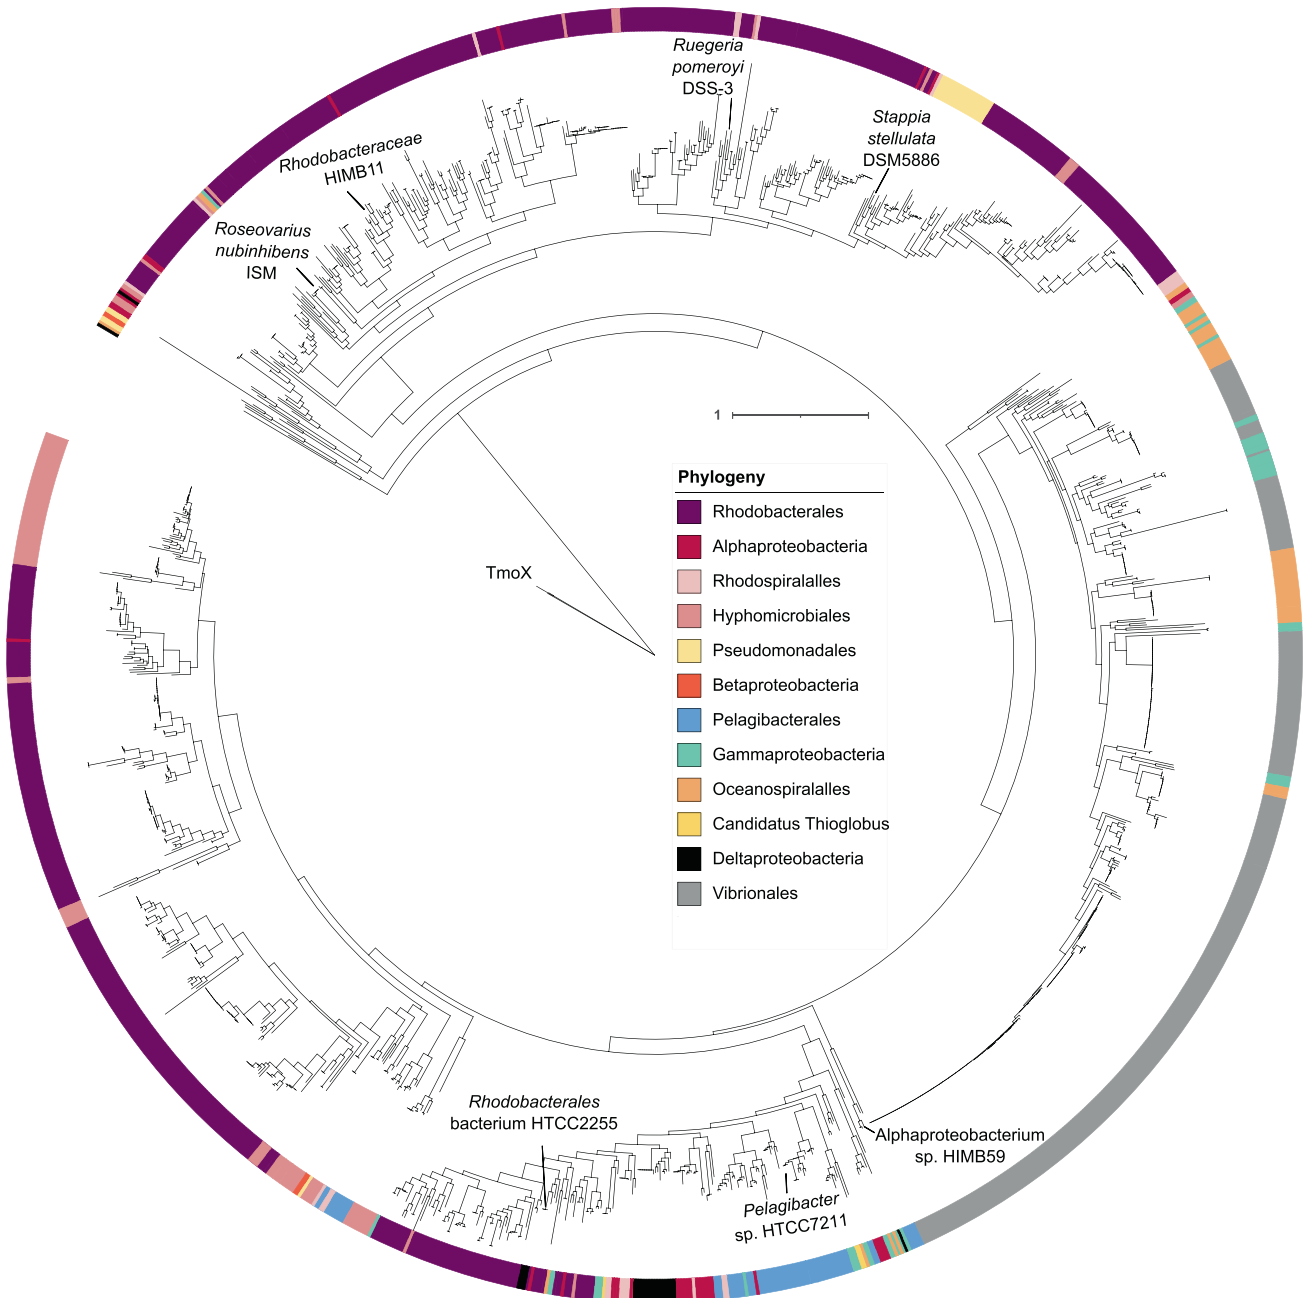 Ruegeria
pomeroyi
DSS-3
Stappia
stellulata
DSM5886
Rhodobacteraceae
HIMB11
Roseovarius
nubinhibens
ISM
1
Phylogeny
Rhodobacterales
Alphaproteobacteria
Rhodospiralalles
Hyphomicrobiales
Pseudomonadales
Betaproteobacteria
Pelagibacterales
Gammaproteobacteria
Oceanospiralalles
Candidatus Thioglobus
Deltaproteobacteria
Vibrionales
TmoX
Rhodobacterales
bacterium HTCC2255
Alphaproteobacterium
sp. HIMB59
Pelagibacter
sp. HTCC7211